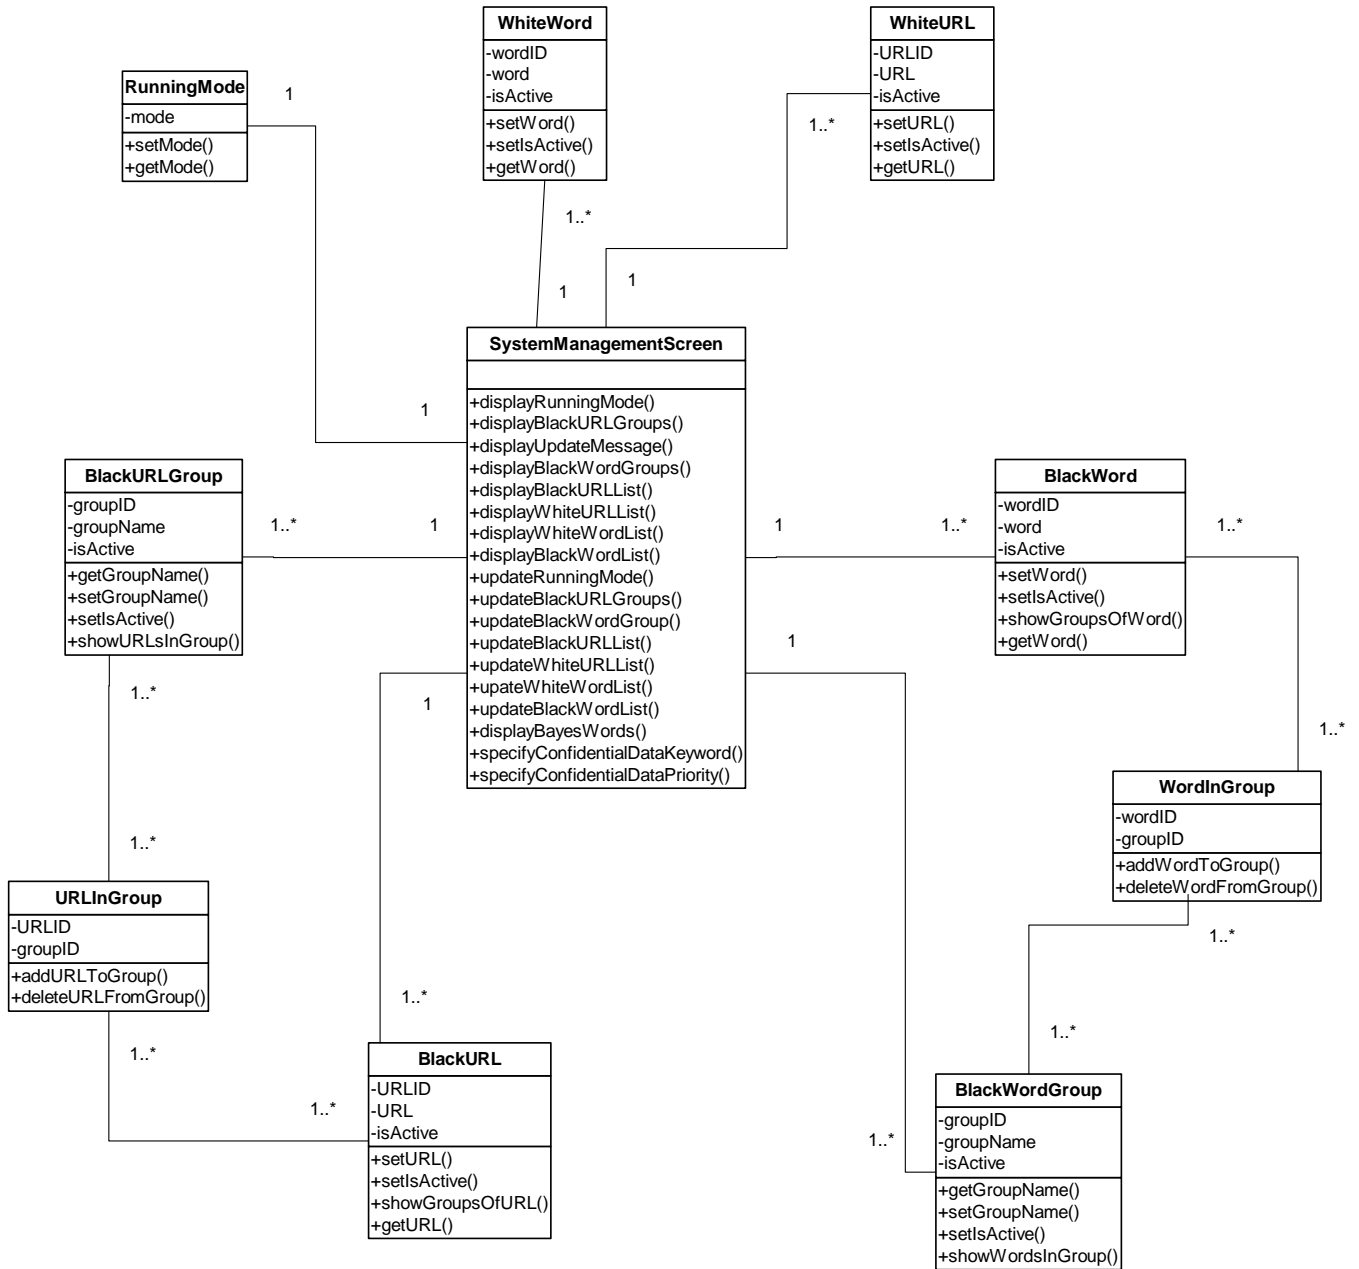 WhiteWord
-wordID
-word
-isActive
+setWord()
+setIsActive()
+getWord()
1..*
1
WhiteURL
-URLID
-URL
-isActive
+setURL()
+setIsActive()
+getURL()
1..*
1
RunningMode
-mode
+setMode()
+getMode()
1
1
SystemManagementScreen
+displayRunningMode()
+displayBlackURLGroups()
+displayUpdateMessage()
+displayBlackWordGroups()
+displayBlackURLList()
+displayWhiteURLList()
+displayWhiteWordList()
+displayBlackWordList()
+updateRunningMode()
+updateBlackURLGroups()
+updateBlackWordGroup()
+updateBlackURLList()
+updateWhiteURLList()
+upateWhiteWordList()
+updateBlackWordList()
+displayBayesWords()
+specifyConfidentialDataKeyword()
+specifyConfidentialDataPriority()
BlackURLGroup
-groupID
-groupName
-isActive
+getGroupName()
+setGroupName()
+setIsActive()
+showURLsInGroup()
1..*
1
1..*
1
BlackWord
-wordID
-word
-isActive
+setWord()
+setIsActive()
+showGroupsOfWord()
+getWord()
1
1..*
1..*
1
1..*
WordInGroup
-wordID
-groupID
+addWordToGroup()
+deleteWordFromGroup()
1..*
1..*
URLInGroup
-URLID
-groupID
+addURLToGroup()
+deleteURLFromGroup()
1..*
1..*
1..*
1..*
BlackURL
-URLID
-URL
-isActive
+setURL()
+setIsActive()
+showGroupsOfURL()
+getURL()
1..*
BlackWordGroup
-groupID
-groupName
-isActive
+getGroupName()
+setGroupName()
+setIsActive()
+showWordsInGroup()
1..*